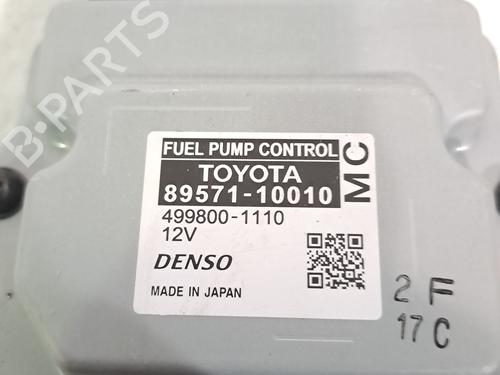 B-PARTS
FUEL PUMP CONTROL
TOYOTA
89571-10010
MC
499800-1110
12V
DENSO
MADE IN JAPAN
2 F
17 C